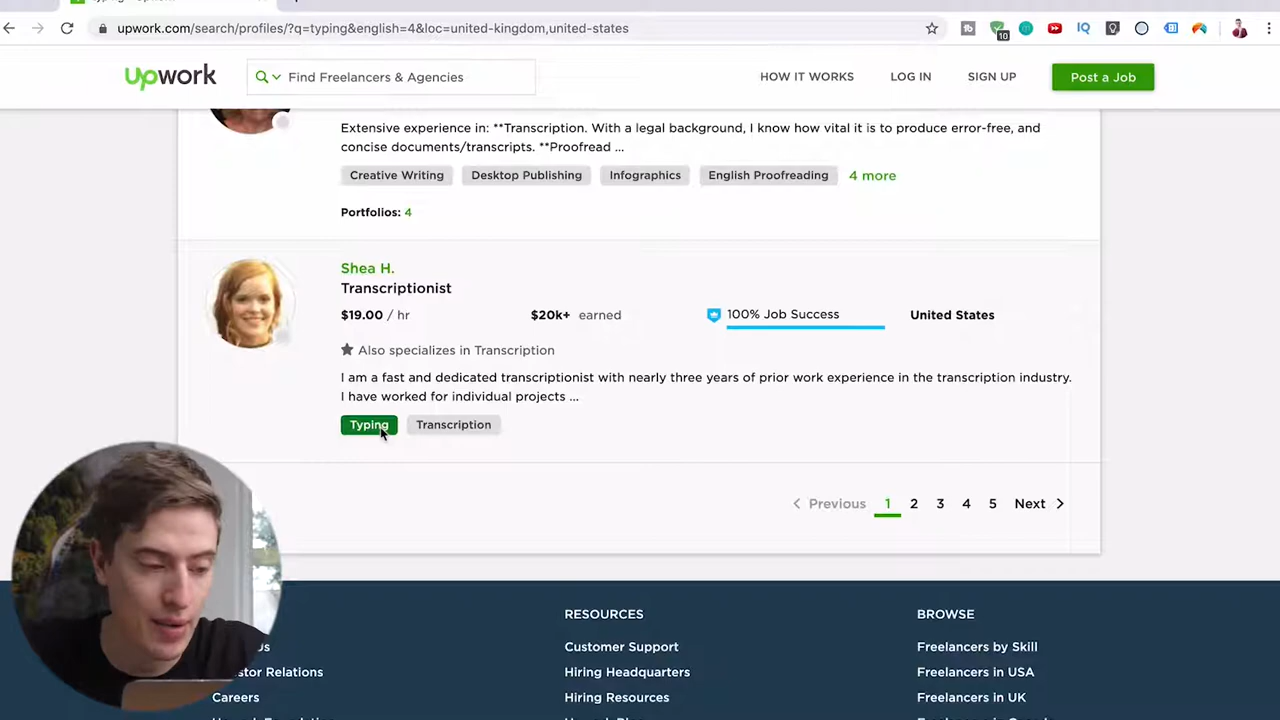 upwork.com/search/profiles/?q=typing&english=4&loc=united-kingdom,united-states
10
IQ
upwork
Find Freelancers & Agencies
HOW IT WORKS
LOG IN
SIGN UP
Post a Job
Extensive experience in: **Transcription. With a legal background, I know how vital it is to produce error-free, and
concise documents/transcripts. **Proofread ...
Creative Writing
Desktop Publishing
Infographics
English Proofreading
4 more
Portfolios: 4
Shea H.
Transcriptionist
$19.00 / hr
$20k+ earned
100% Job Success
United States
Also specializes in Transcription
I am a fast and dedicated transcriptionist with nearly three years of prior work experience in the transcription industry.
I have worked for individual projects ...
Typing
Transcription
Previous
1
2
3
4
5
Next
RESOURCES
BROWSE
Us
Customer Support
Freelancers by Skill
Investor Relations
Hiring Headquarters
Freelancers in USA
Careers
Hiring Resources
Freelancers in UK